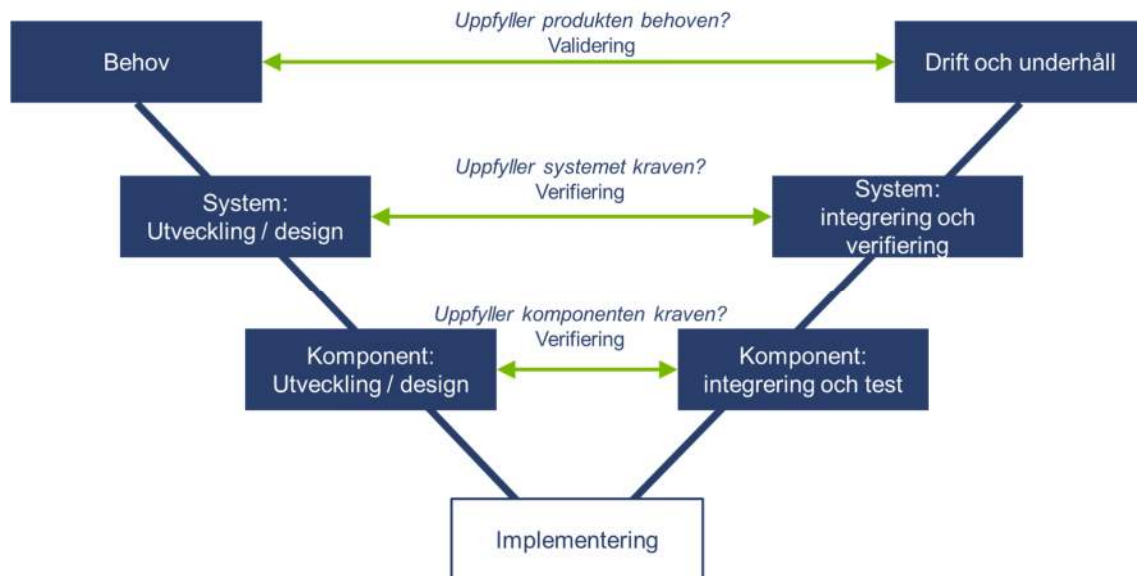 Uppfyller produkten behoven?
Validering
Behov
Drift och underhåll
Uppfyller systemet kraven?
Verifiering
System:
Utveckling / design
System:
integrering och
verifiering
Uppfyller komponenten kraven?
Verifiering
Komponent:
Utveckling / design
Komponent:
integrering och test
Implementering